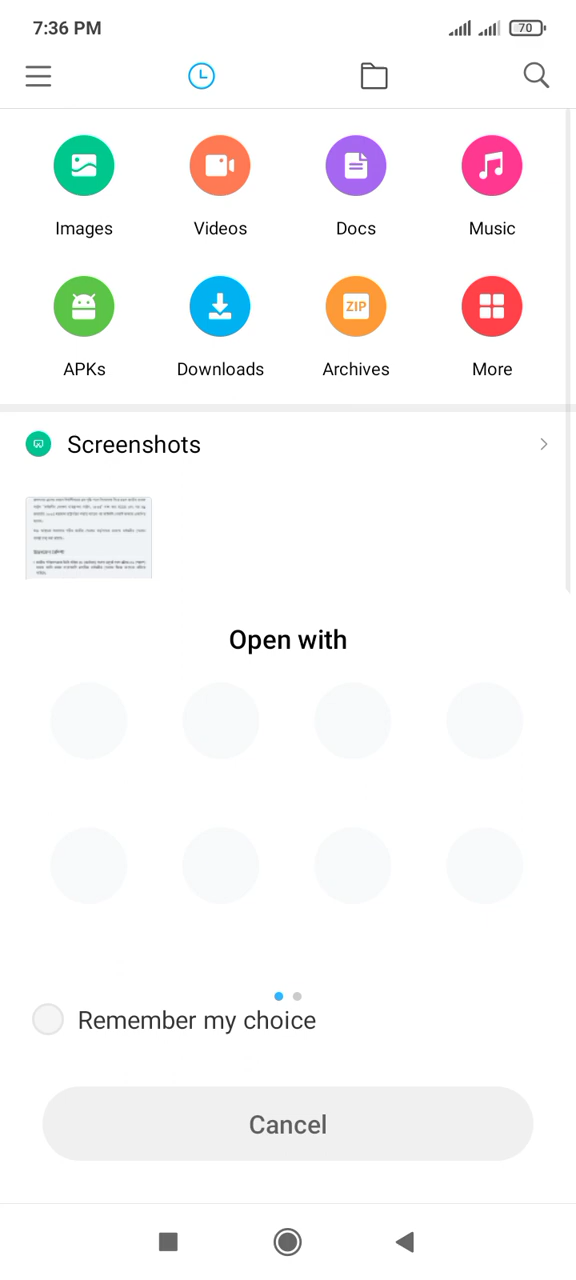 7:36 PM
70
Images
Videos
Docs
Music
ZIP
APKs
Downloads
Archives
More
Screenshots
Open with
Remember my choice
Cancel